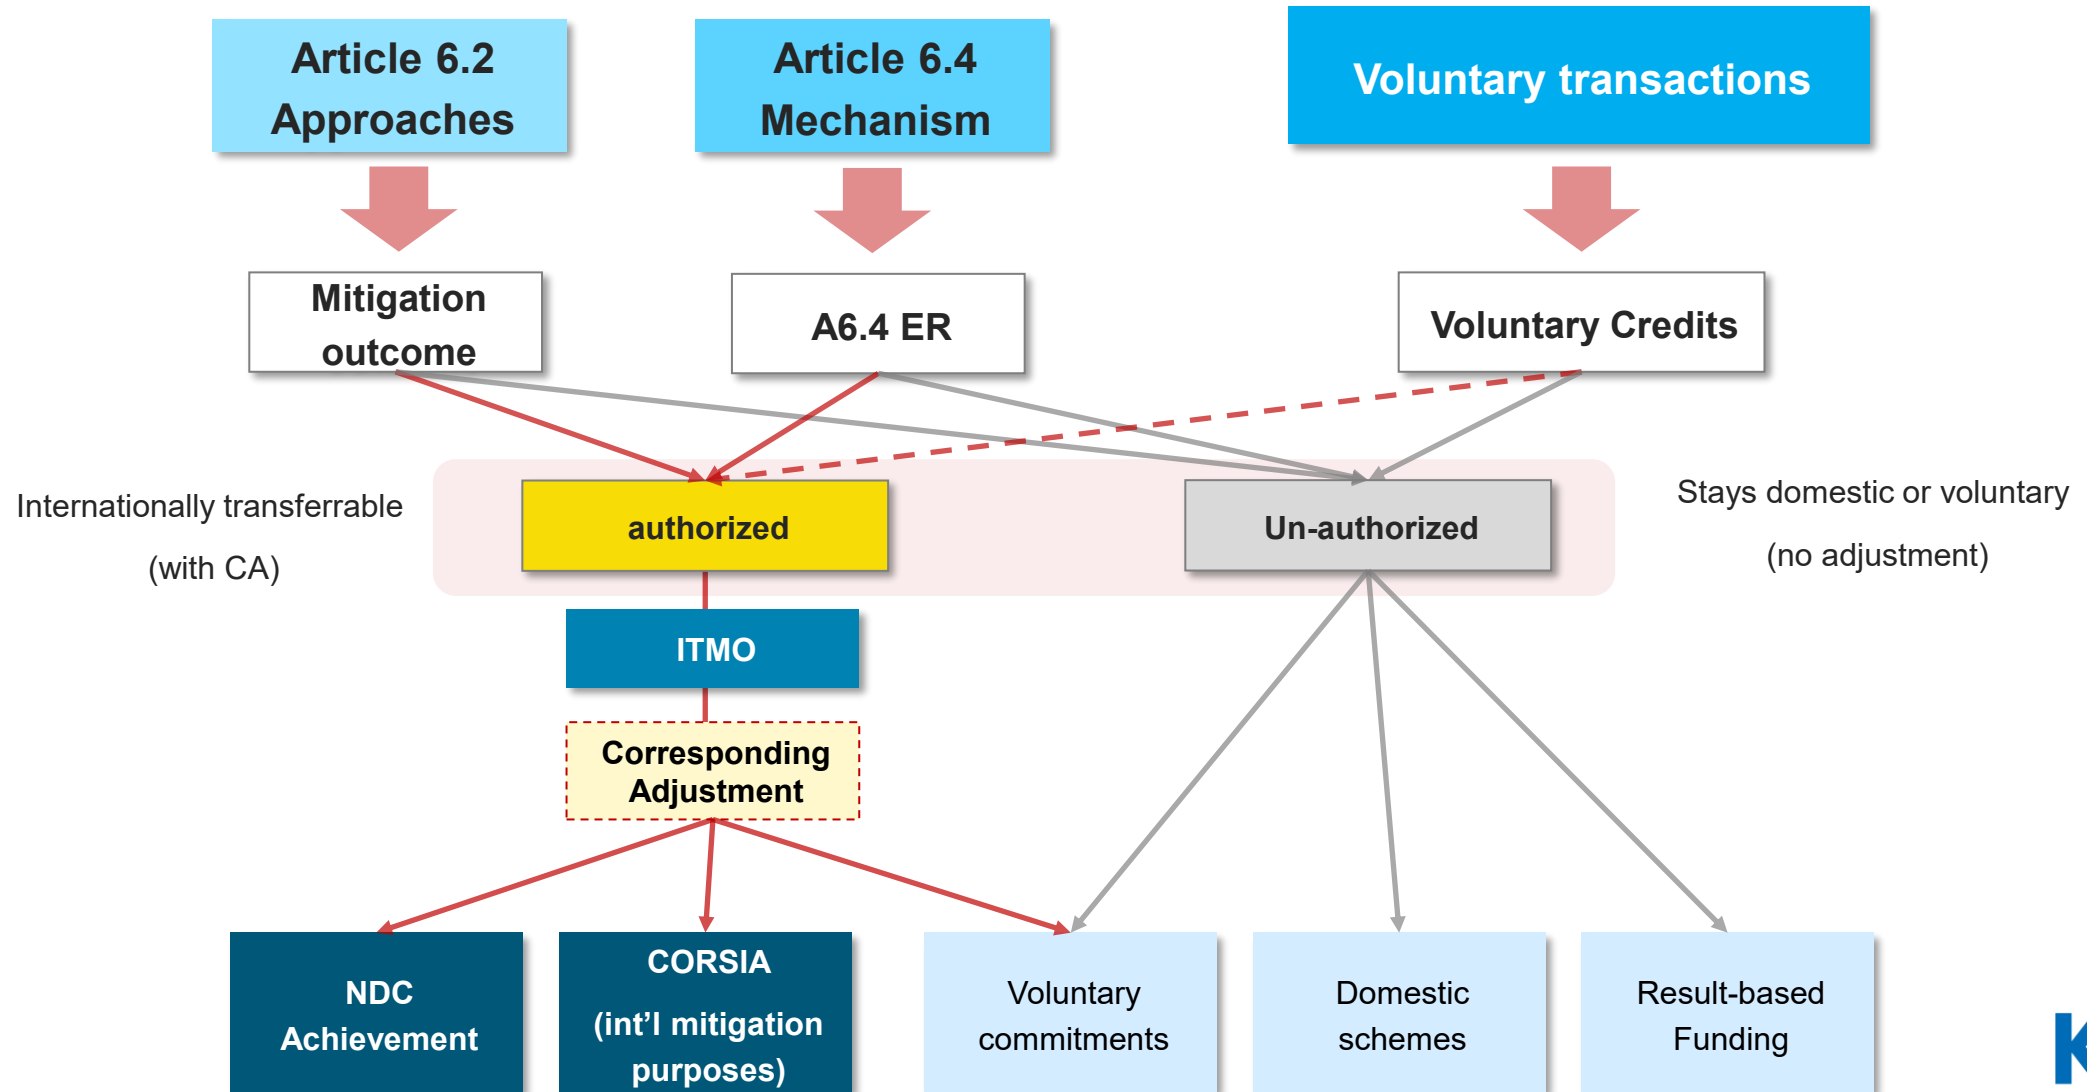 Article 6.2
Approaches
Article 6.4
Mechanism
Voluntary transactions
Mitigation
outcome
A6.4 ER
Voluntary Credits
Internationally transferrable
(with CA)
authorized
Un-authorized
Stays domestic or voluntary
(no adjustment)
ITMO
Corresponding
Adjustment
NDC
Achievement
CORSIA
(int’l mitigation
purposes)
Voluntary
commitments
Domestic
schemes
Result-based
Funding